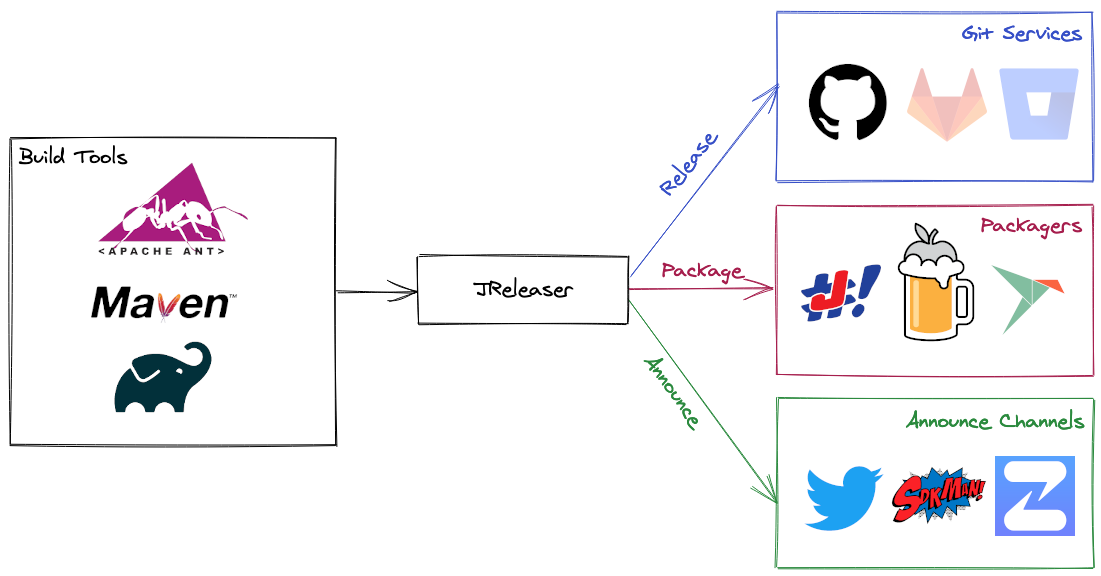 Build Tools
<APACHE ANT>
Maven™
JReleaser
Release
Package
Announce
Git Services
Packagers
#J!
Announce Channels
SDKMAN!
Z